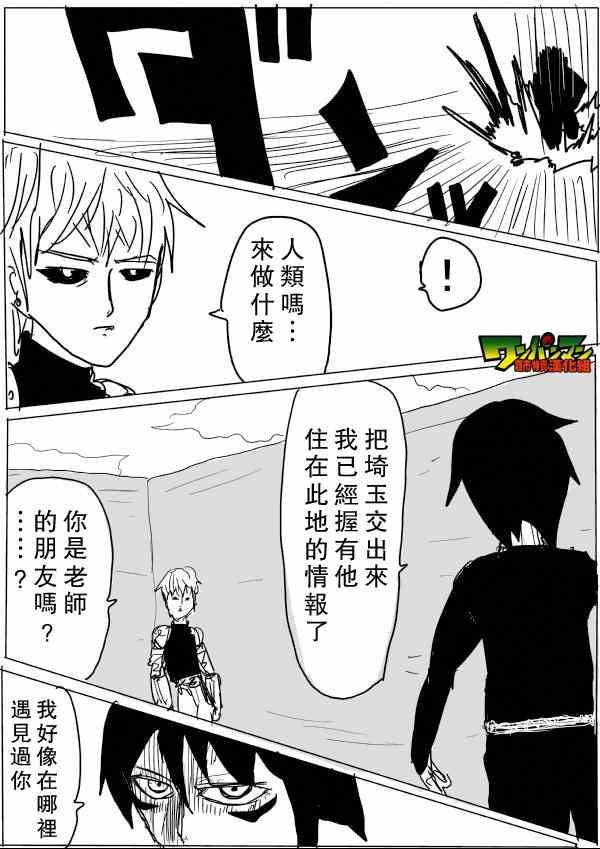 ダンッ
！
人類嗎…
來做什麼
ワンパンマン
把埼玉交出來
我已經握有他
住在此地的情報了
你是老師
的朋友嗎？
……？
我好像在哪裡
遇見過你